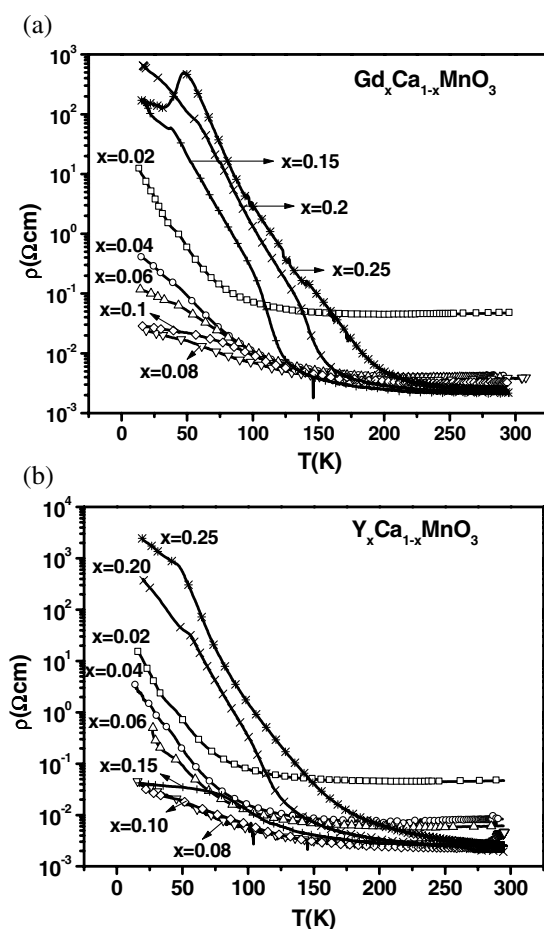 (a)
10³
10²
10¹
10⁰
10⁻¹
10⁻²
10⁻³
ρ(Ωcm)
GdₓCa₁₋ₓMnO₃
x=0.02
x=0.04
x=0.06
x=0.1
x=0.08
x=0.15
x=0.2
x=0.25
0 50 100 150 200 250 300
T(K)
(b)
10⁴
10³
10²
10¹
10⁰
10⁻¹
10⁻²
10⁻³
ρ(Ωcm)
YₓCa₁₋ₓMnO₃
x=0.25
x=0.20
x=0.02
x=0.04
x=0.06
x=0.15
x=0.10
x=0.08
0 50 100 150 200 250 300
T(K)